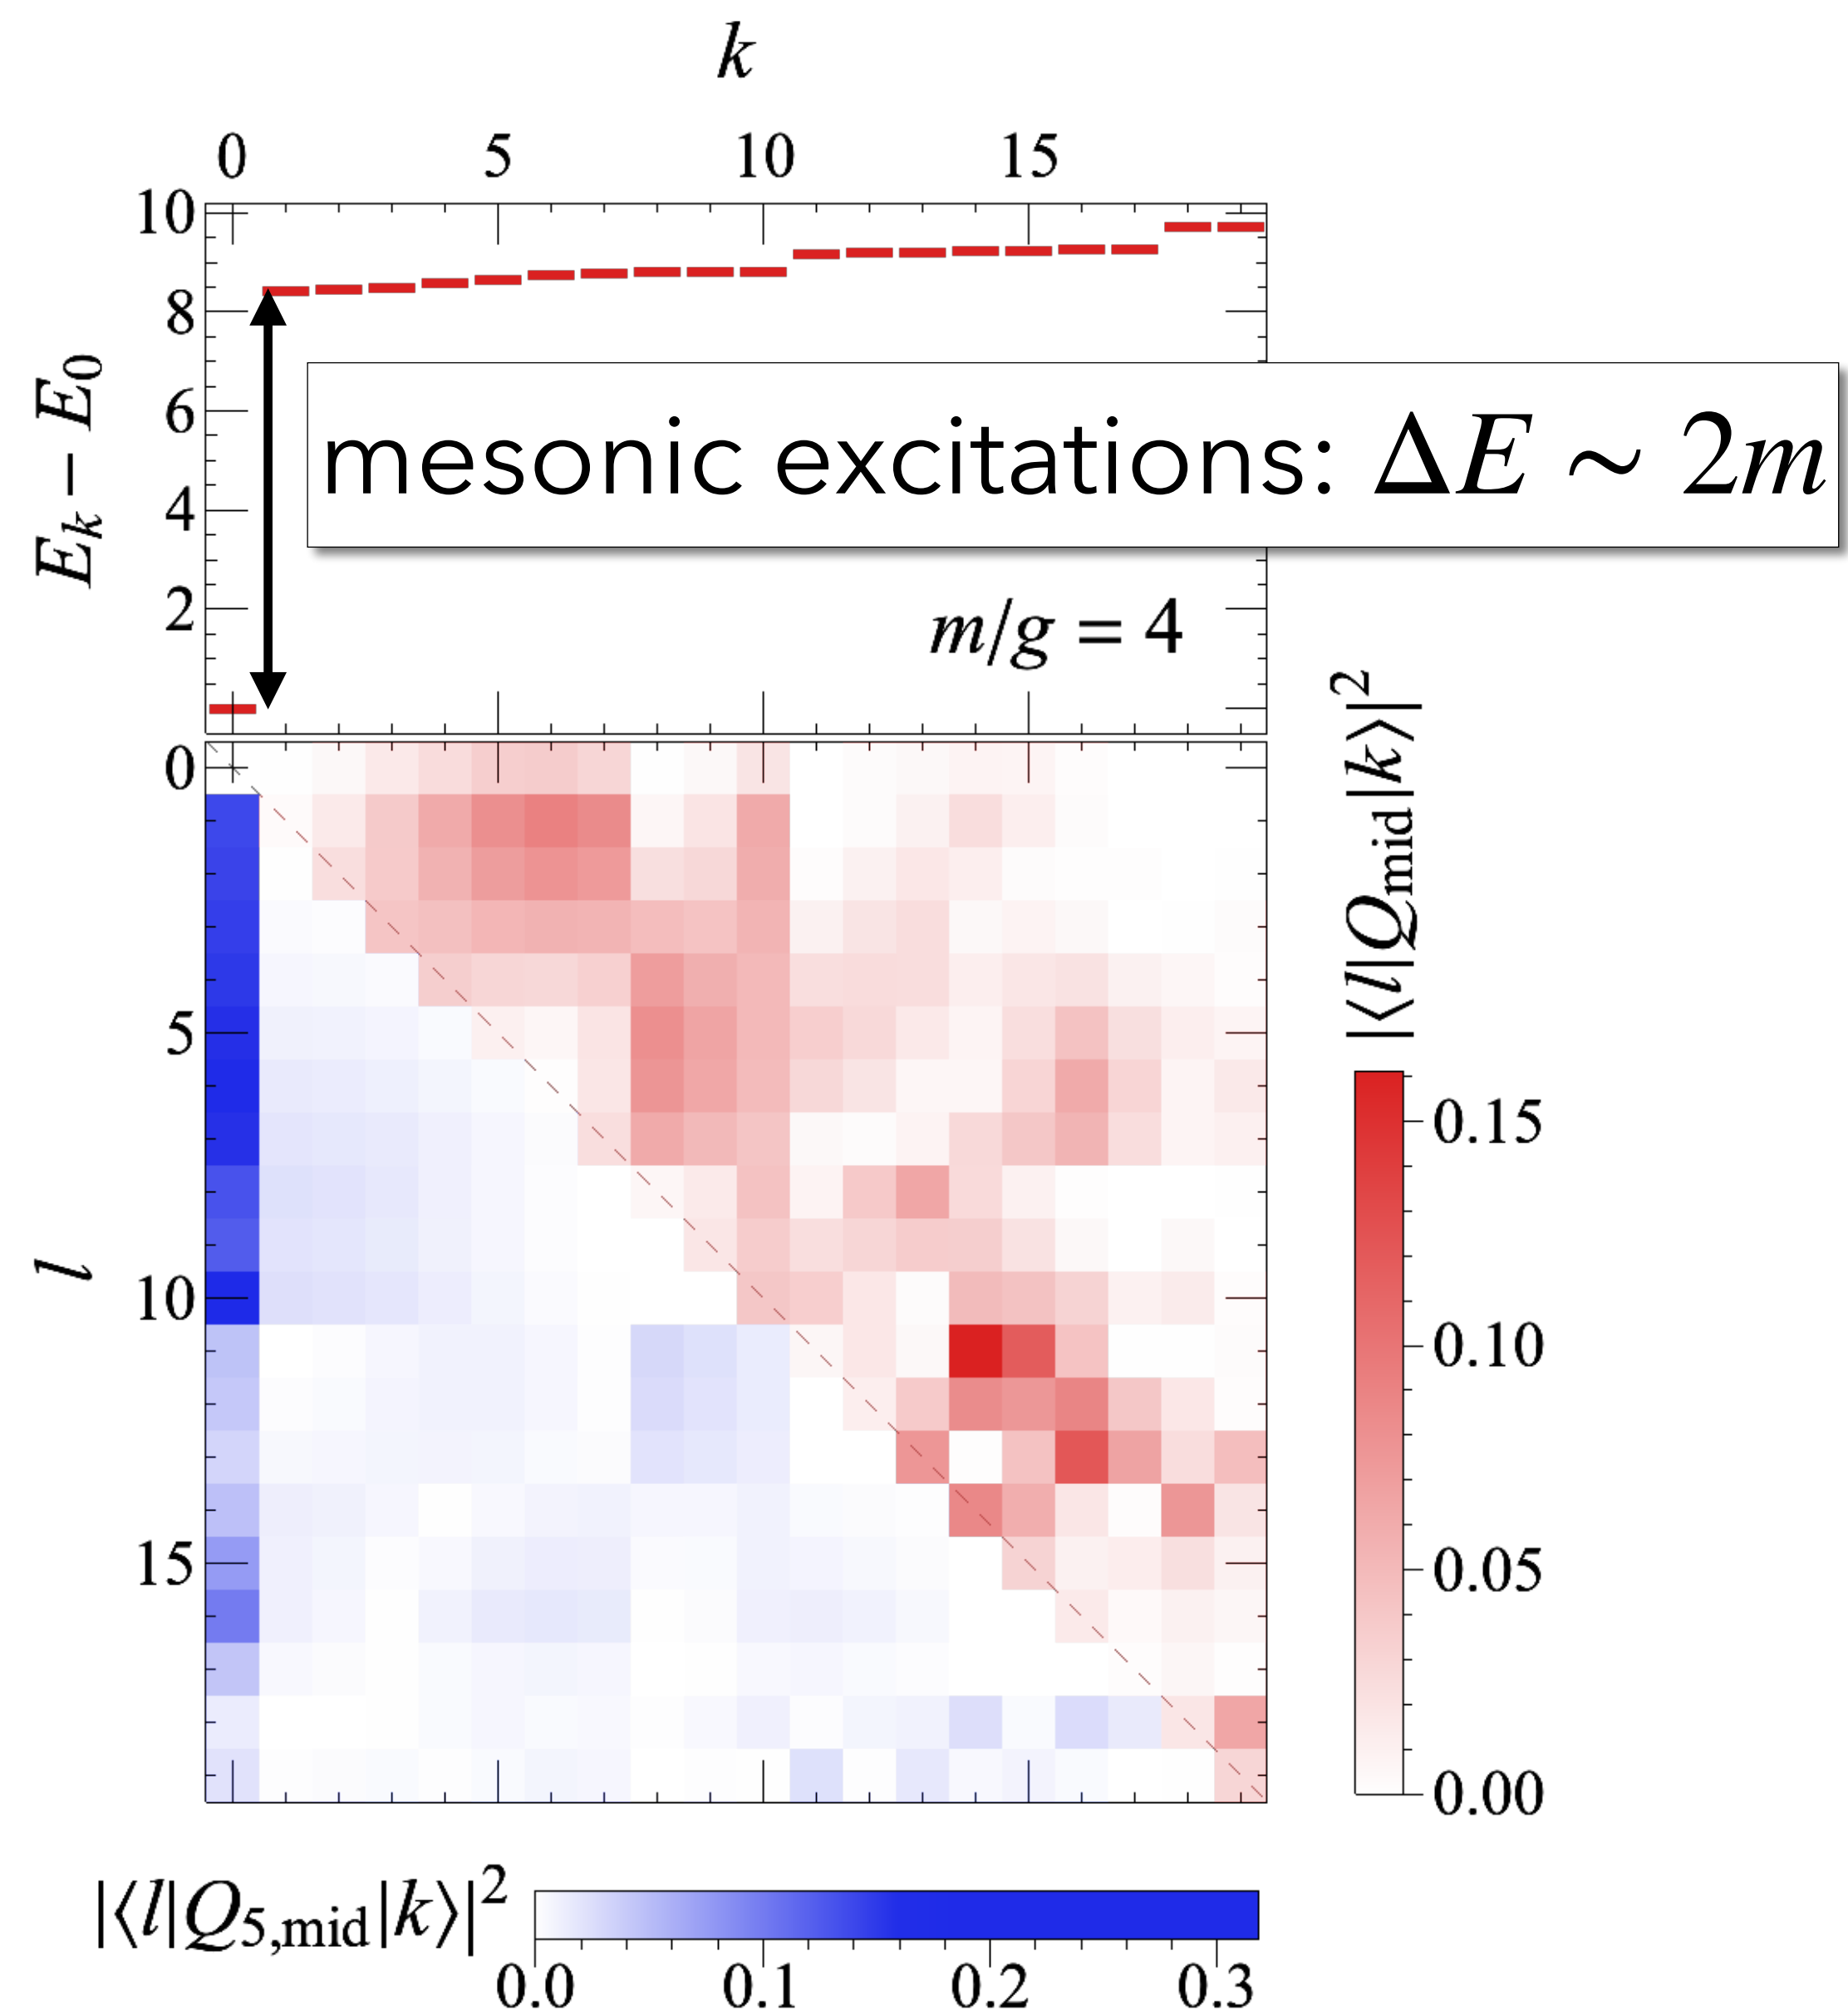 k
0 5 10 15
10
8
6
4
2
E_k − E_0
mesonic excitations: ΔE ~ 2m
m/g = 4
0
5
10
15
l
|⟨l|Q_mid|k⟩|^2
0.15
0.10
0.05
0.00
|⟨l|Q_5,mid|k⟩|^2
0.0 0.1 0.2 0.3